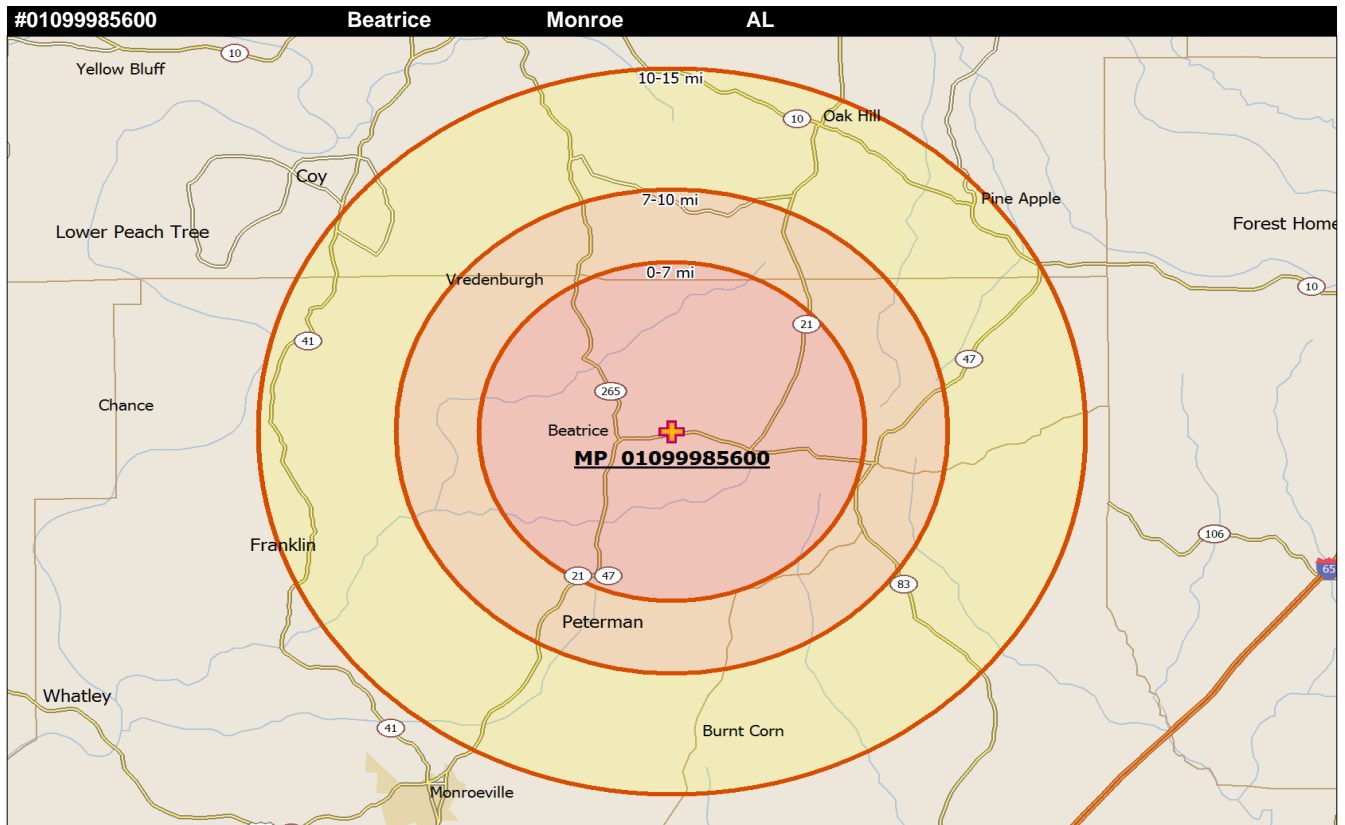 #01099985600 Beatrice Monroe AL
10
Yellow Bluff
10-15 mi
10
Oak Hill
Coy
7-10 mi
Pine Apple
Lower Peach Tree
Forest Home
0-7 mi
Vredenburgh
10
21
41
47
265
Chance
Beatrice
MP 01099985600
106
Franklin
65
21
47
83
Peterman
Whatley
41
Burnt Corn
Monroeville